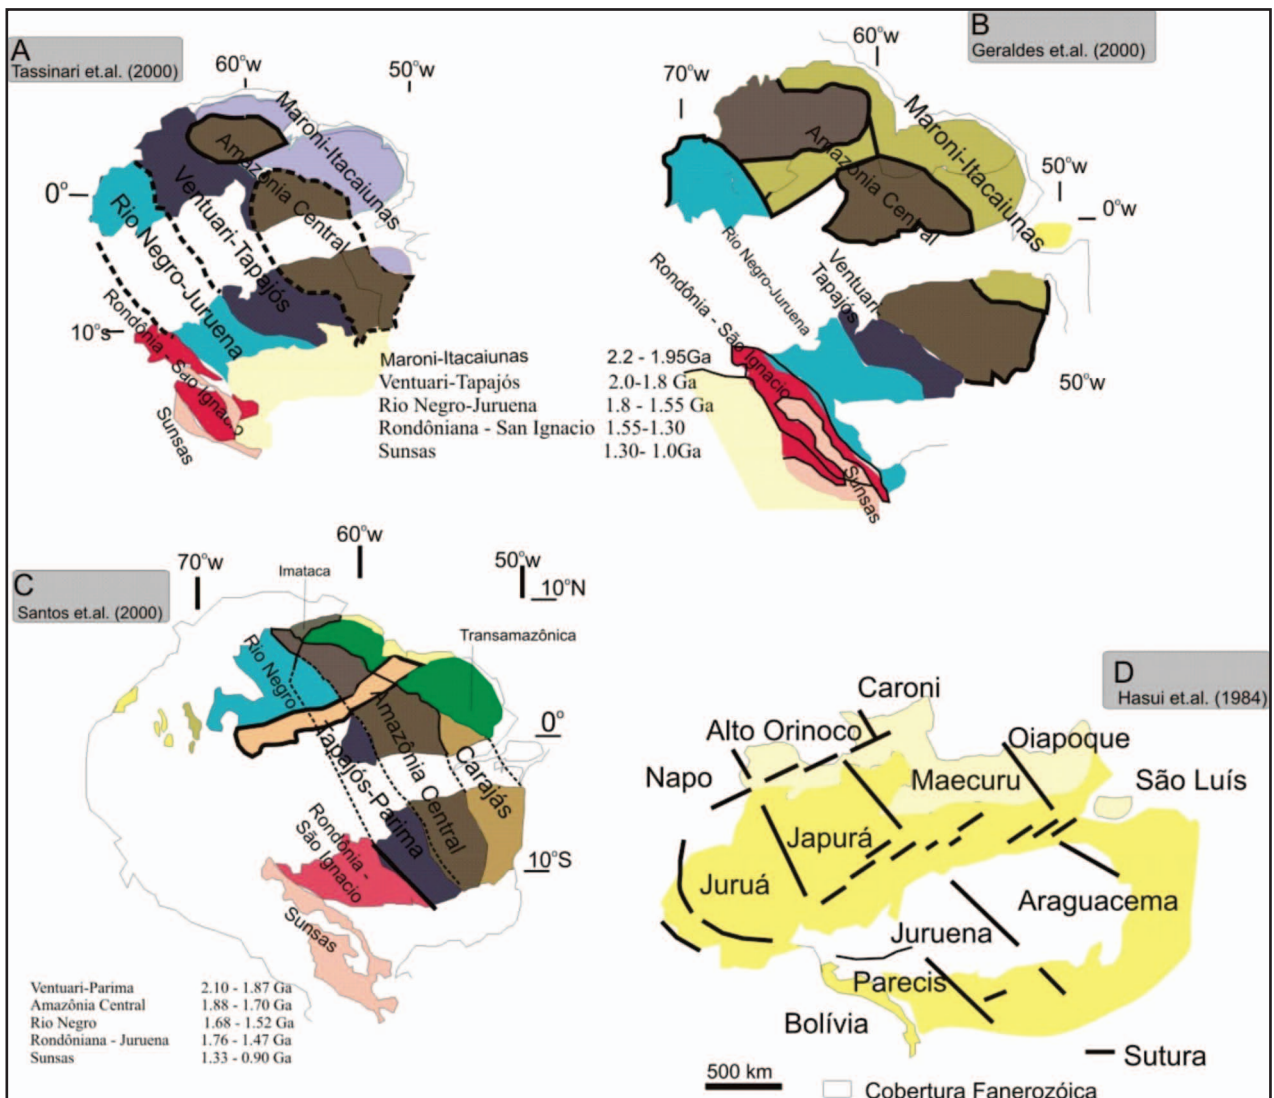 A
Tassinari et.al. (2000)
60°w
50°w
Maroni-Itacaiunas
Amazônia Central
Ventuari-Tapajós
0°
Rio Negro-Juruena
Rondônia - São Ignacio
10°s
Sunsas
Maroni-Itacaiunas 2.2 - 1.95Ga
Ventuari-Tapajós 2.0-1.8 Ga
Rio Negro-Juruena 1.8 - 1.55 Ga
Rondôniana - San Ignacio 1.55-1.30
Sunsas 1.30- 1.0Ga
B
Geraldes et.al. (2000)
60°w
70°w
Maroni-Itacaiunas
Amazônia Central
50°w
0°w
Rio Negro-Juruena
Ventuari-
Tapajós
Rondônia - São Ignacio
50°w
Sunsas
C
Santos et.al. (2000)
60°w
70°w
50°w
10°N
Imataca
Transamazônica
Rio Negro
0°
Tapajós-Parima
Amazônia Central
Carajás
Rondônia -
São Ignacio
10°S
Sunsas
Ventuari-Parima 2.10 - 1.87 Ga
Amazônia Central 1.88 - 1.70 Ga
Rio Negro 1.68 - 1.52 Ga
Rondôniana - Juruena 1.76 - 1.47 Ga
Sunsas 1.33 - 0.90 Ga
D
Hasui et.al. (1984)
Caroni
Alto Orinoco
Oiapoque
Napo
Maecuru
São Luís
Japurá
Juruá
Araguacema
Juruena
Parecis
Bolívia
Sutura
500 km
Cobertura Fanerozóica